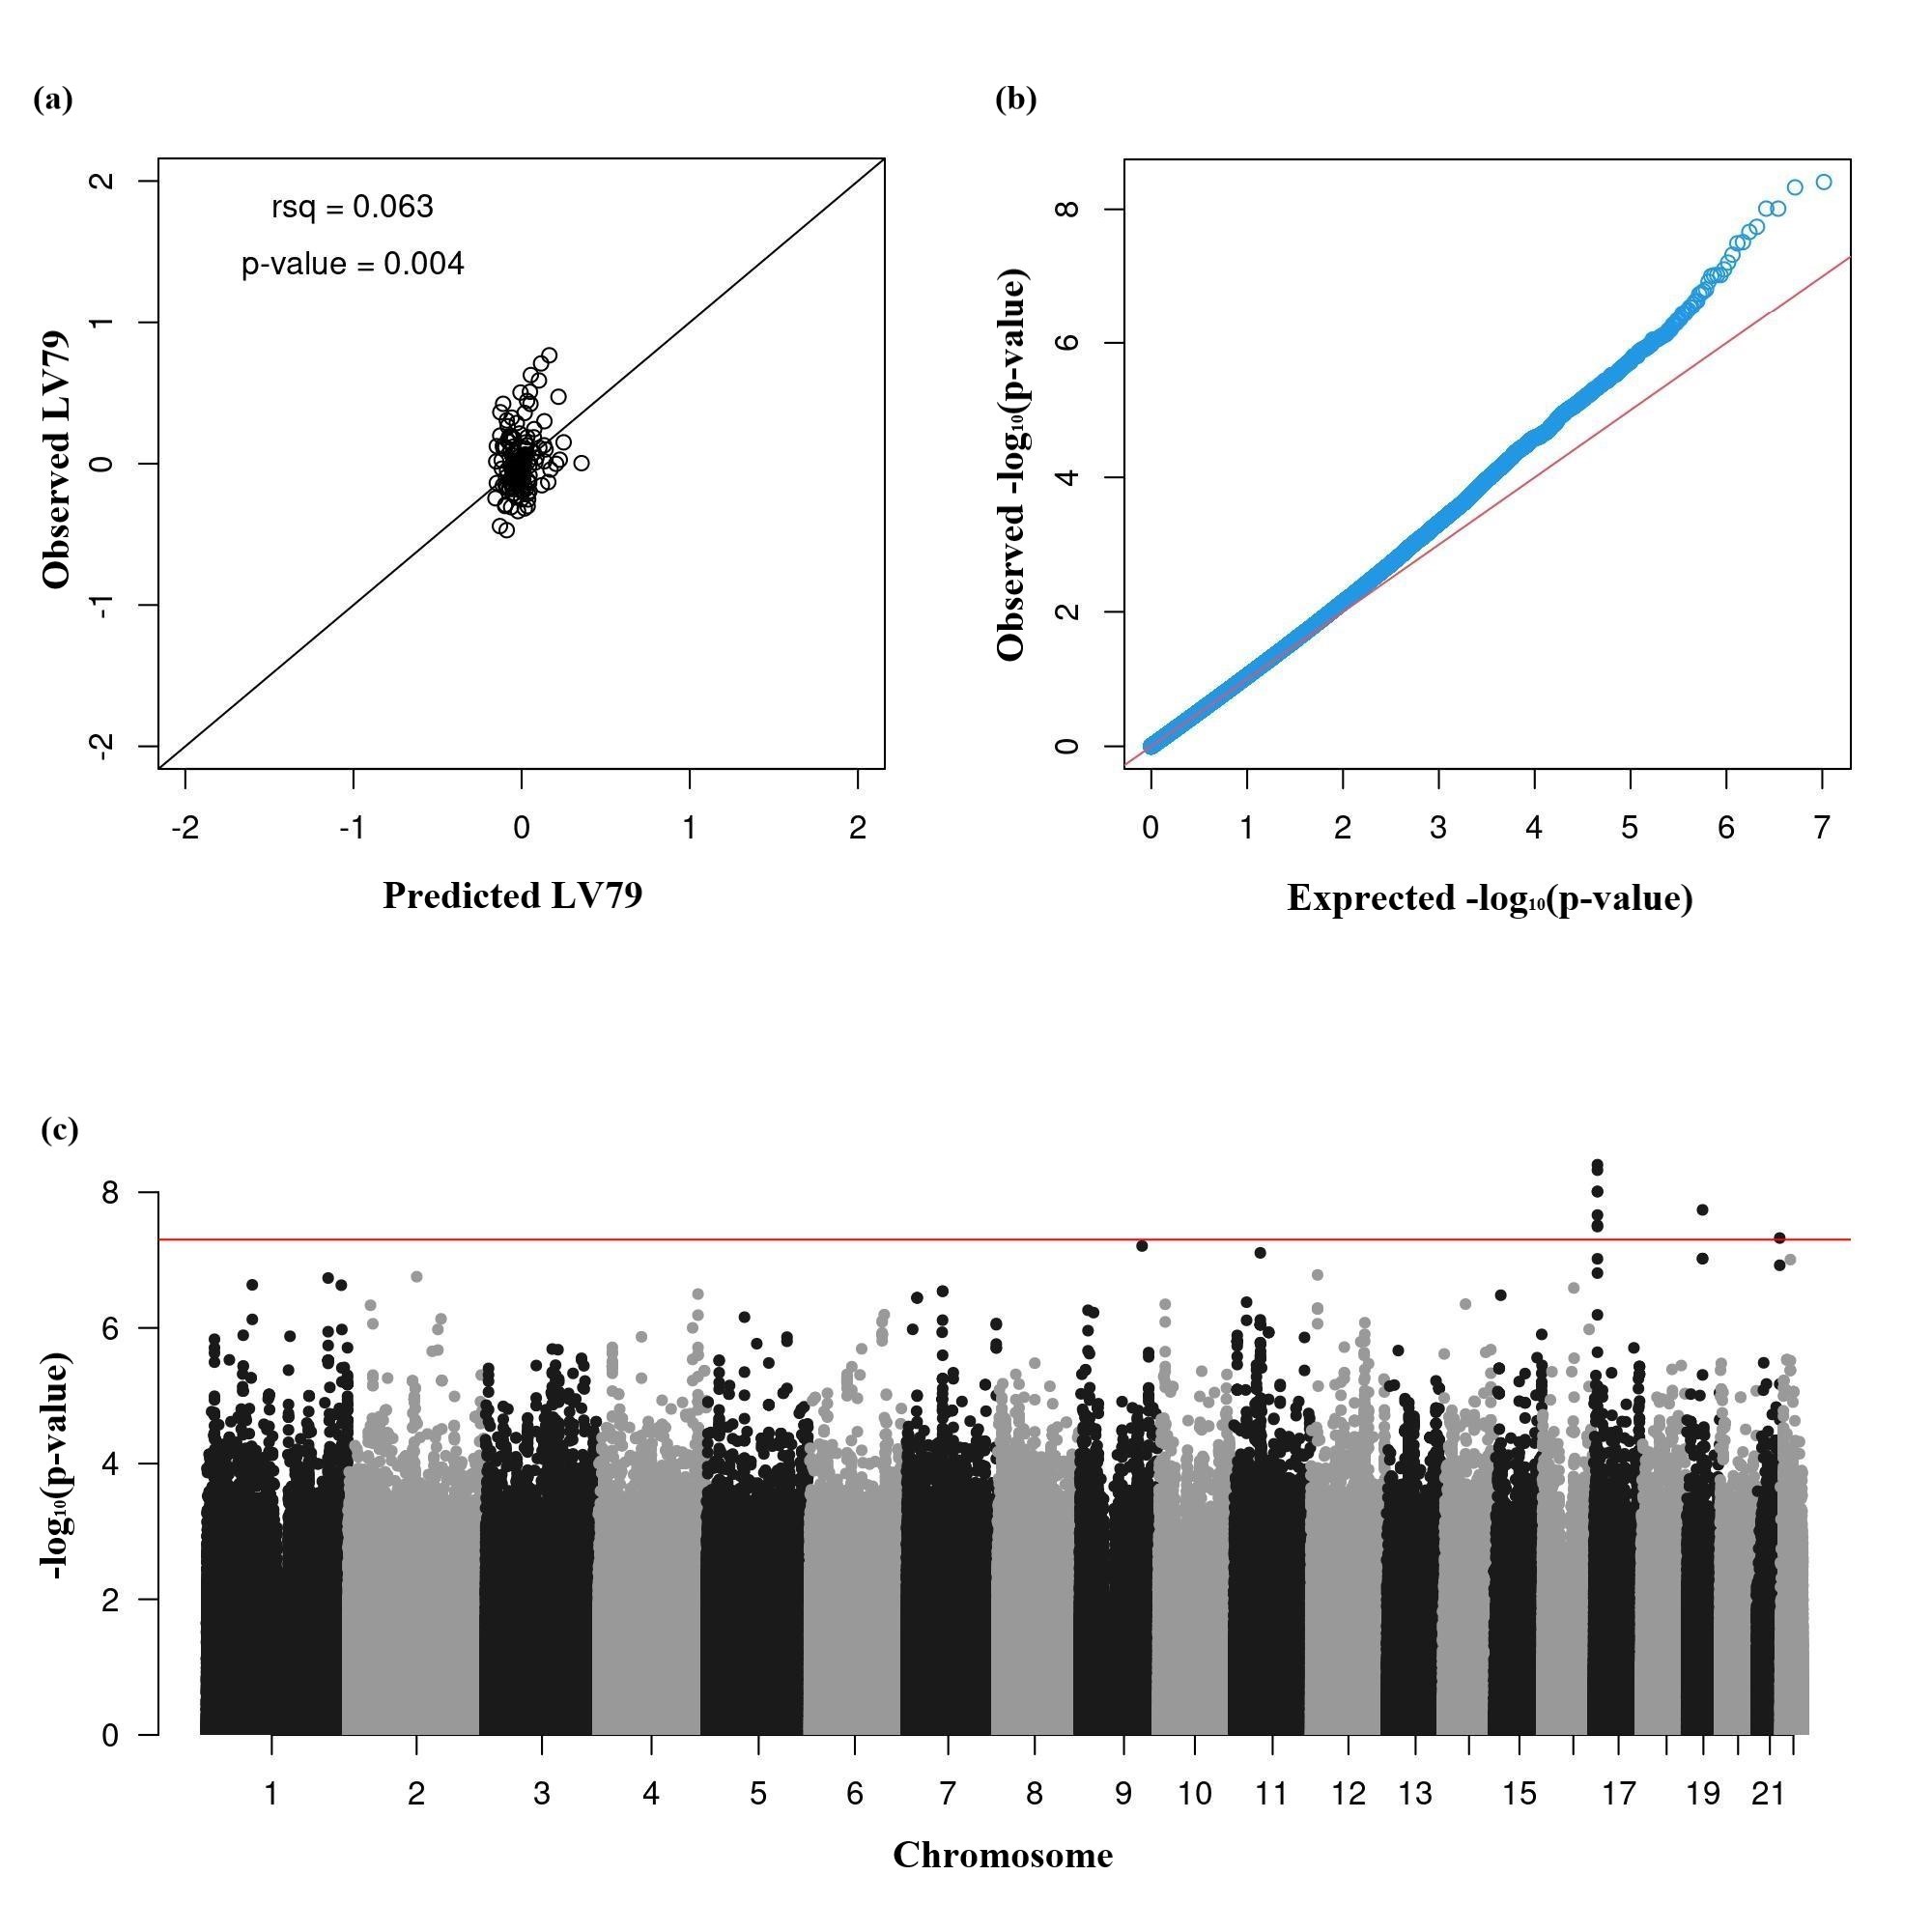 (a)
rsq = 0.063
p-value = 0.004
Observed LV79
2
1
0
-1
-2
-2 -1 0 1 2
Predicted LV79
(b)
Observed -log₁₀(p-value)
8
6
4
2
0
0 1 2 3 4 5 6 7
Exprected -log₁₀(p-value)
(c)
-log₁₀(p-value)
8
6
4
2
0
1 2 3 4 5 6 7 8 9 10 11 12 13 15 17 19 21
Chromosome